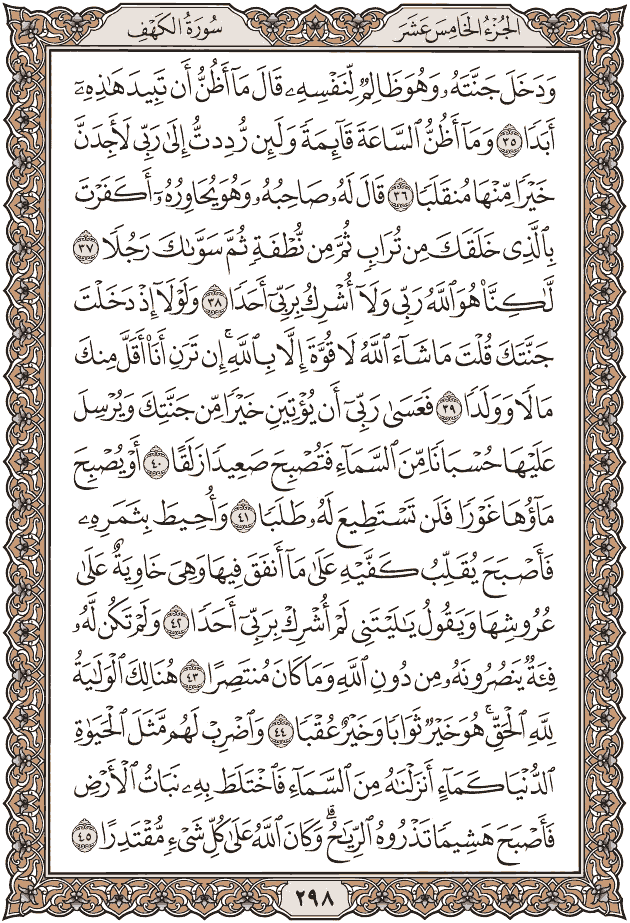 الجُزْءُ الخَامِسَ عَشَرَ
سُورَةُ الكَهْفِ
وَدَخَلَ جَنَّتَهُۥ وَهُوَ ظَالِمٌ لِّنَفْسِهِۦ قَالَ مَآ أَظُنُّ أَن تَبِيدَ هَٰذِهِۦٓ
أَبَدٗا ٣٥ وَمَآ أَظُنُّ ٱلسَّاعَةَ قَآئِمَةٗ وَلَئِن رُّدِدتُّ إِلَىٰ رَبِّي لَأَجِدَنَّ
خَيۡرٗا مِّنۡهَا مُنقَلَبٗا ٣٦ قَالَ لَهُۥ صَاحِبُهُۥ وَهُوَ يُحَاوِرُهُۥٓ أَكَفَرۡتَ
بِٱلَّذِي خَلَقَكَ مِن تُرَابٖ ثُمَّ مِن نُّطۡفَةٖ ثُمَّ سَوَّىٰكَ رَجُلٗا ٣٧
لَّٰكِنَّا۠ هُوَ ٱللَّهُ رَبِّي وَلَآ أُشۡرِكُ بِرَبِّيٓ أَحَدٗا ٣٨ وَلَوۡلَآ إِذۡ دَخَلۡتَ
جَنَّتَكَ قُلۡتَ مَا شَآءَ ٱللَّهُ لَا قُوَّةَ إِلَّا بِٱللَّهِۚ إِن تَرَنِ أَنَا۠ أَقَلَّ مِنكَ
مَالٗا وَوَلَدٗا ٣٩ فَعَسَىٰ رَبِّيٓ أَن يُؤۡتِيَنِ خَيۡرٗا مِّن جَنَّتِكَ وَيُرۡسِلَ
عَلَيۡهَا حُسۡبَانٗا مِّنَ ٱلسَّمَآءِ فَتُصۡبِحَ صَعِيدٗا زَلَقًا ٤٠ أَوۡ يُصۡبِحَ
مَآؤُهَا غَوۡرٗا فَلَن تَسۡتَطِيعَ لَهُۥ طَلَبٗا ٤١ وَأُحِيطَ بِثَمَرِهِۦ
فَأَصۡبَحَ يُقَلِّبُ كَفَّيۡهِ عَلَىٰ مَآ أَنفَقَ فِيهَا وَهِيَ خَاوِيَةٌ عَلَىٰ
عُرُوشِهَا وَيَقُولُ يَٰلَيۡتَنِي لَمۡ أُشۡرِكۡ بِرَبِّيٓ أَحَدٗا ٤٢ وَلَمۡ تَكُن لَّهُۥ
فِئَةٞ يَنصُرُونَهُۥ مِن دُونِ ٱللَّهِ وَمَا كَانَ مُنتَصِرًا ٤٣ هُنَالِكَ ٱلۡوَلَٰيَةُ
لِلَّهِ ٱلۡحَقِّۚ هُوَ خَيۡرٞ ثَوَابٗا وَخَيۡرٌ عُقۡبٗا ٤٤ وَٱضۡرِبۡ لَهُم مَّثَلَ ٱلۡحَيَوٰةِ
ٱلدُّنۡيَا كَمَآءٍ أَنزَلۡنَٰهُ مِنَ ٱلسَّمَآءِ فَٱخۡتَلَطَ بِهِۦ نَبَاتُ ٱلۡأَرۡضِ
فَأَصۡبَحَ هَشِيمٗا تَذۡرُوهُ ٱلرِّيَٰحُۗ وَكَانَ ٱللَّهُ عَلَىٰ كُلِّ شَيۡءٖ مُّقۡتَدِرًا ٤٥
٢٩٨